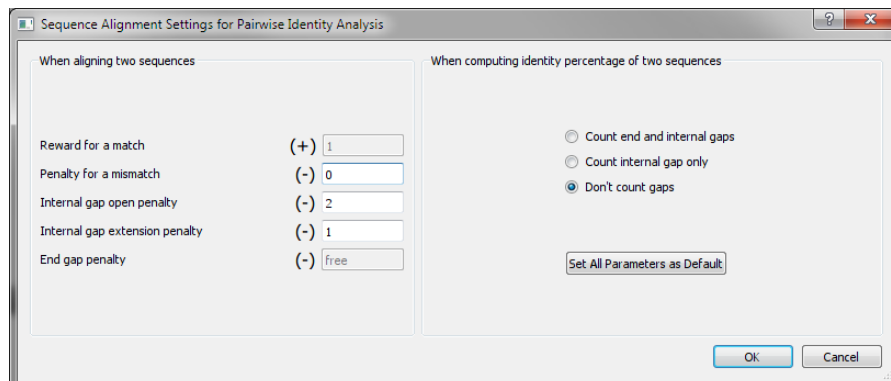 Sequence Alignment Settings for Pairwise Identity Analysis
?
When aligning two sequences
Reward for a match (+) 1
Penalty for a mismatch (-) 0
Internal gap open penalty (-) 2
Internal gap extension penalty (-) 1
End gap penalty (-) free
When computing identity percentage of two sequences
Count end and internal gaps
Count internal gap only
Don't count gaps
Set All Parameters as Default
OK Cancel